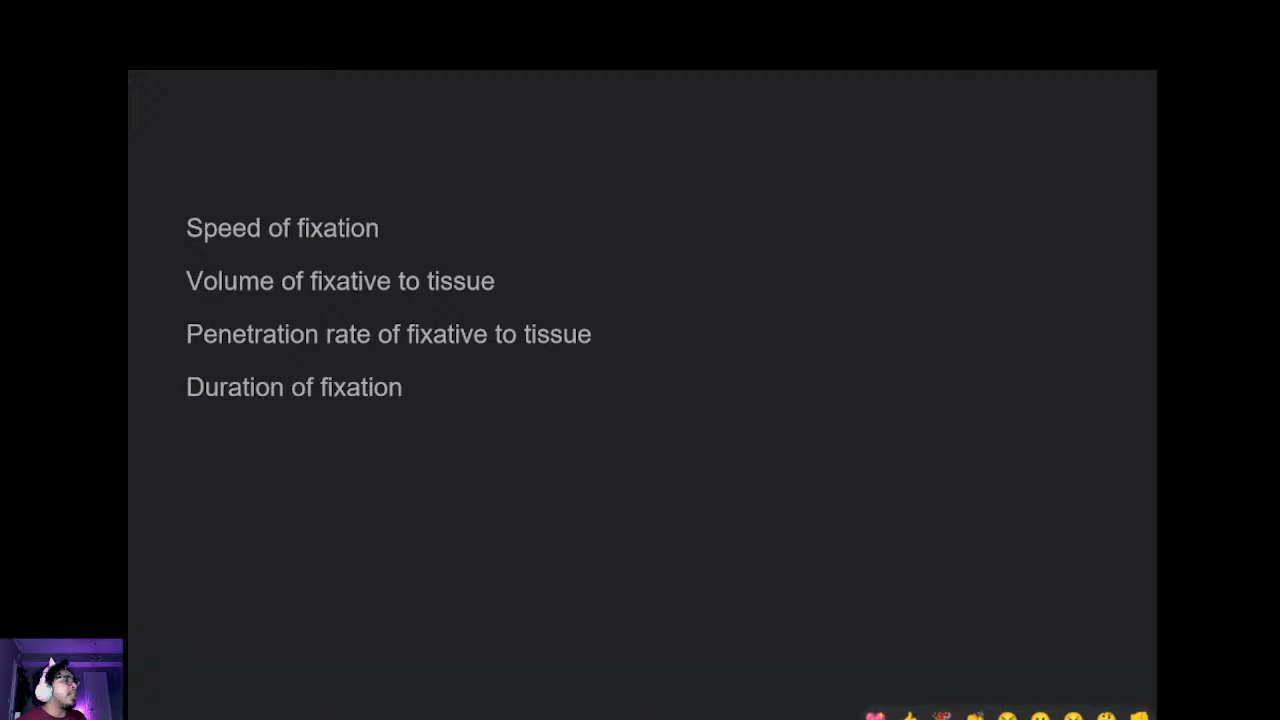 Speed of fixation
Volume of fixative to tissue
Penetration rate of fixative to tissue
Duration of fixation